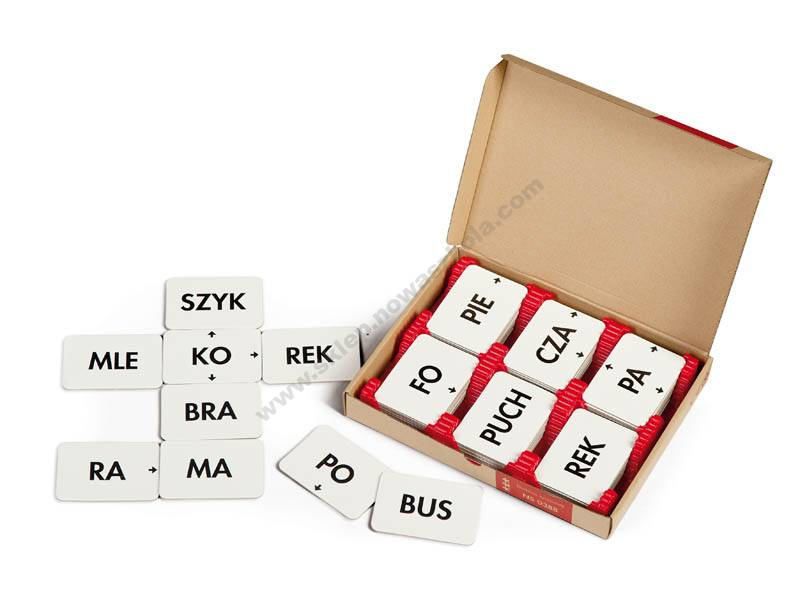 SZYK
MLE
KO
REK
BRA
RA
MA
PO
BUS
PIE
CZA
PA
FO
PUCH
REK
www.sklep.nowaszkola.com